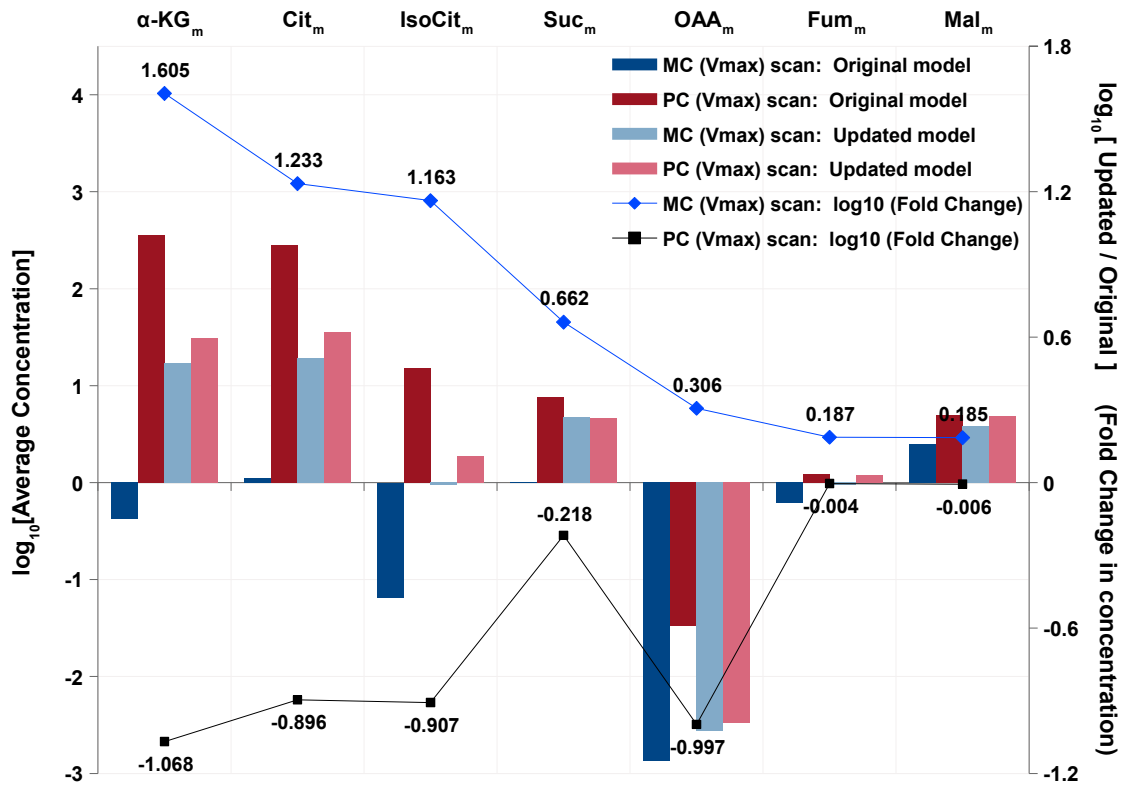 α-KGm Citm IsoCitm Sucm OAAm Fumm Malm
MC (Vmax) scan: Original model
PC (Vmax) scan: Original model
MC (Vmax) scan: Updated model
PC (Vmax) scan: Updated model
MC (Vmax) scan: log10 (Fold Change)
PC (Vmax) scan: log10 (Fold Change)
log10[Average Concentration]
4
3
2
1
0
-1
-2
-3
1.605
1.233
1.163
0.662
0.306
0.187
0.185
-1.068
-0.896
-0.907
-0.218
-0.997
-0.004
-0.006
1.8
1.2
0.6
0
-0.6
-1.2
log10[ Updated / Original ]
(Fold Change in concentration)